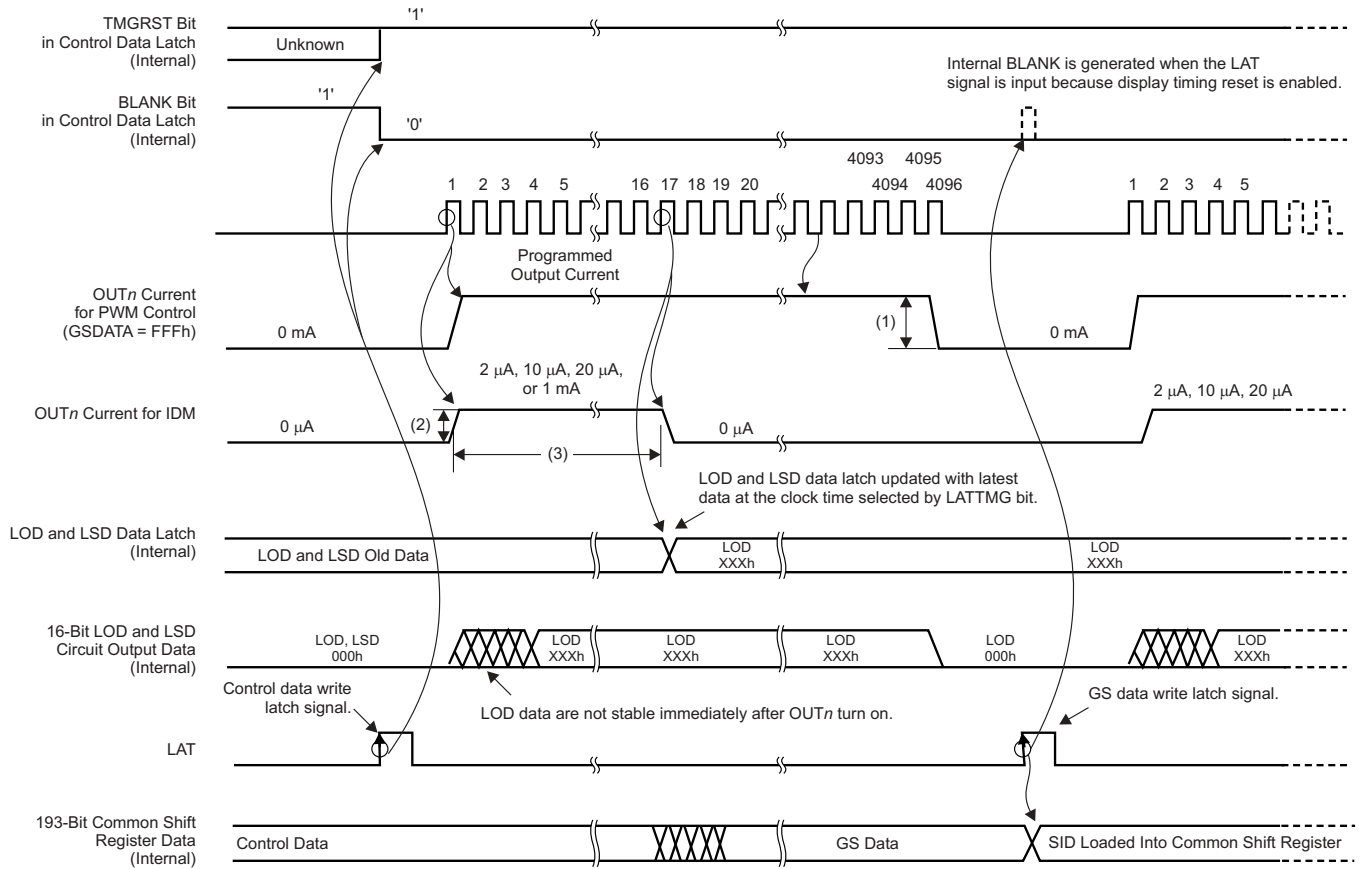 TMGRST Bit
in Control Data Latch
(Internal)
'1'
Unknown
Internal BLANK is generated when the LAT
signal is input because display timing reset is enabled.
BLANK Bit
in Control Data Latch
(Internal)
'1'
'0'
4093 4095
1 2 3 4 5 16 17 18 19 20 4094 4096 1 2 3 4 5
Programmed
Output Current
OUTn Current
for PWM Control
(GSDATA = FFFh)
0 mA
(1)
0 mA
2 μA, 10 μA, 20 μA,
or 1 mA
2 μA, 10 μA, 20 μA
OUTn Current for IDM
0 μA
(2)
0 μA
(3)
LOD and LSD data latch updated with latest
data at the clock time selected by LATTMG bit.
LOD and LSD Data Latch
(Internal)
LOD and LSD Old Data
LOD
XXXh
LOD
XXXh
16-Bit LOD and LSD
Circuit Output Data
(Internal)
LOD, LSD
000h
LOD
XXXh
LOD
XXXh
LOD
XXXh
LOD
000h
LOD
XXXh
Control data write
latch signal.
LOD data are not stable immediately after OUTn turn on.
GS data write latch signal.
LAT
193-Bit Common Shift
Register Data
(Internal)
Control Data
GS Data
SID Loaded Into Common Shift Register